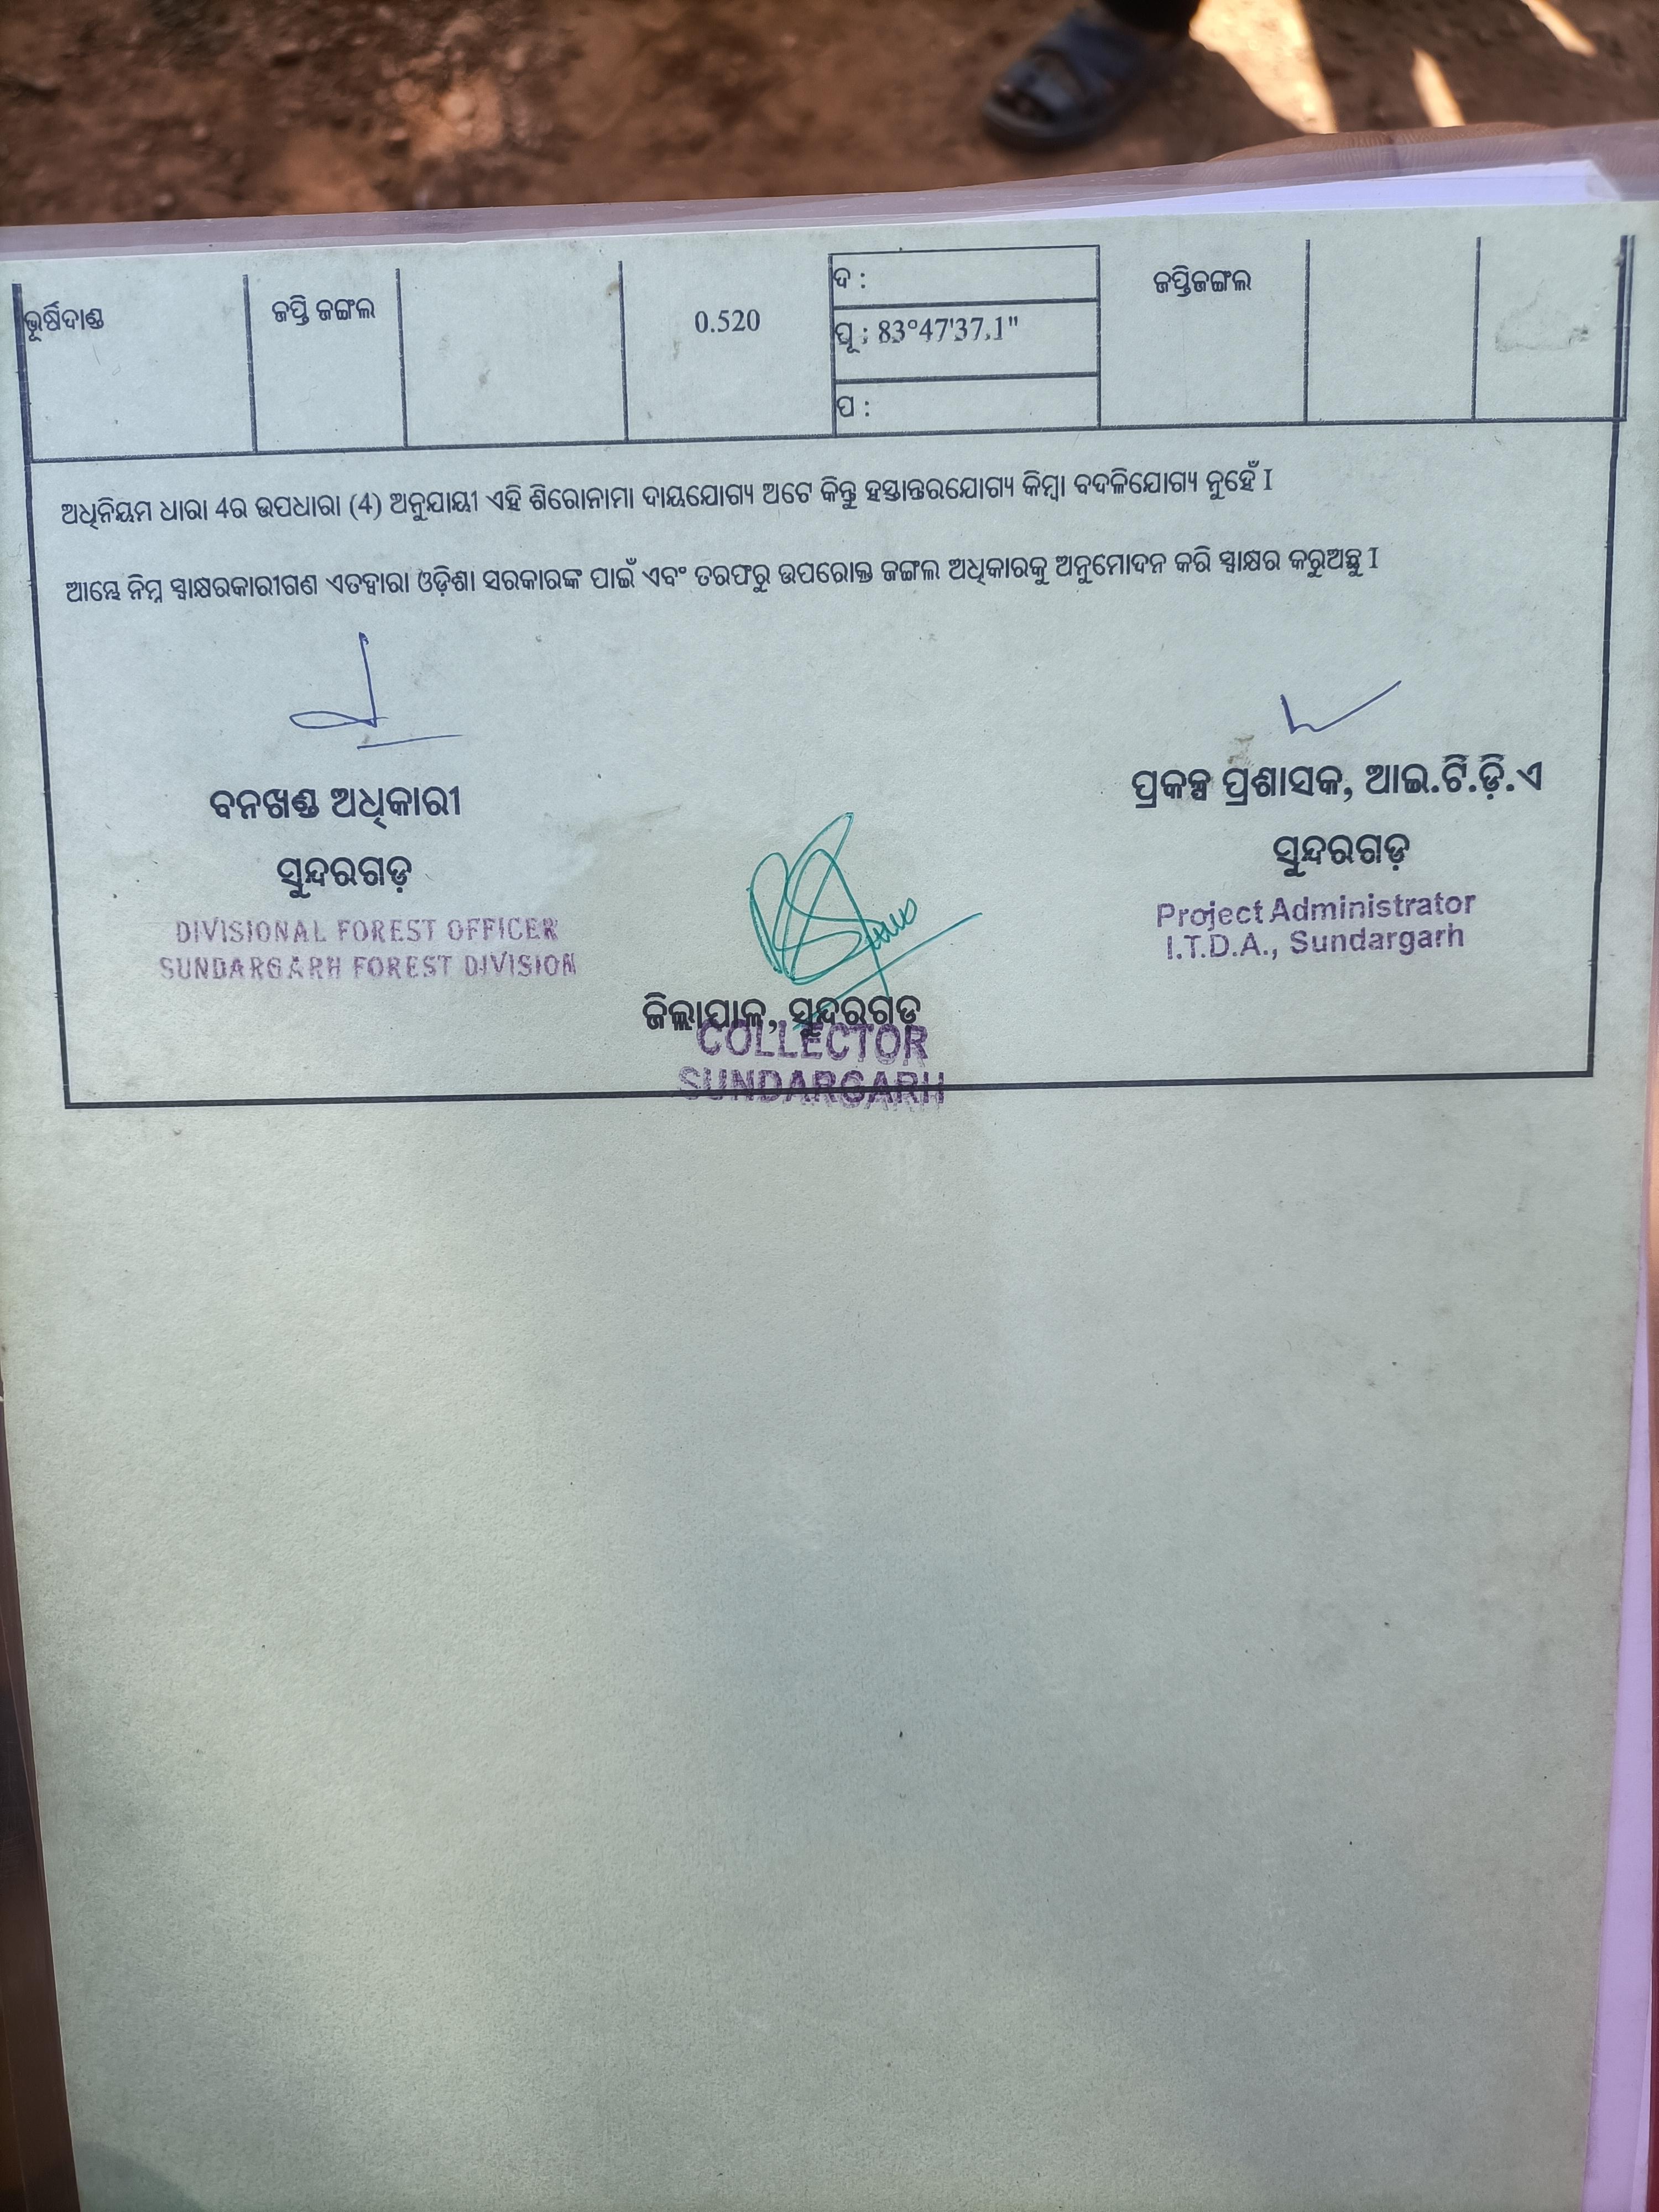 ଦ :
ଭୂର୍ଷିଦାଣ୍ଡ ଜପ୍ତି ଜଙ୍ଗଲ 0.520 ପୂ : 83°47'37.1" ଜପ୍ତିଜଙ୍ଗଲ
ପ :
ଅଧିନିୟମ ଧାରା 4ର ଉପଧାରା (4) ଅନୁଯାୟୀ ଏହି ଶିରୋନାମା ଦାୟଯୋଗ୍ୟ ଅଟେ କିନ୍ତୁ ହସ୍ତାନ୍ତରଯୋଗ୍ୟ କିମ୍ବା ବଦଳିଯୋଗ୍ୟ ନୁହେଁ I
ଆମ୍ଭେ ନିମ୍ନ ସ୍ୱାକ୍ଷରକାରୀଗଣ ଏତଦ୍ୱାରା ଓଡ଼ିଶା ସରକାରଙ୍କ ପାଇଁ ଏବଂ ତରଫରୁ ଉପରୋକ୍ତ ଜଙ୍ଗଲ ଅଧିକାରକୁ ଅନୁମୋଦନ କରି ସ୍ୱାକ୍ଷର କରୁଅଛୁ I
ବନଖଣ୍ଡ ଅଧିକାରୀ
ସୁନ୍ଦରଗଡ଼
DIVISIONAL FOREST OFFICER
SUNDARGARH FOREST DIVISION
ଜିଲ୍ଲାପାଳ, ସୁନ୍ଦରଗଡ଼
COLLECTOR
SUNDARGARH
ପ୍ରକଳ୍ପ ପ୍ରଶାସକ, ଆଇ.ଟି.ଡ଼ି.ଏ
ସୁନ୍ଦରଗଡ଼
Project Administrator
I.T.D.A., Sundargarh